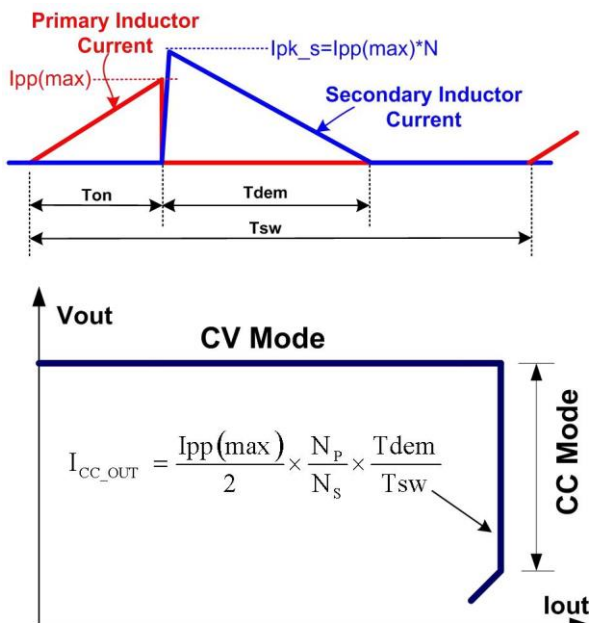 Primary Inductor
Current
Ipk_s=Ipp(max)*N
Ipp(max)
Secondary Inductor
Current
Ton
Tdem
Tsw
Vout
CV Mode
I_CC_OUT = Ipp(max)/2 × N_P/N_S × Tdem/Tsw
CC Mode
Iout